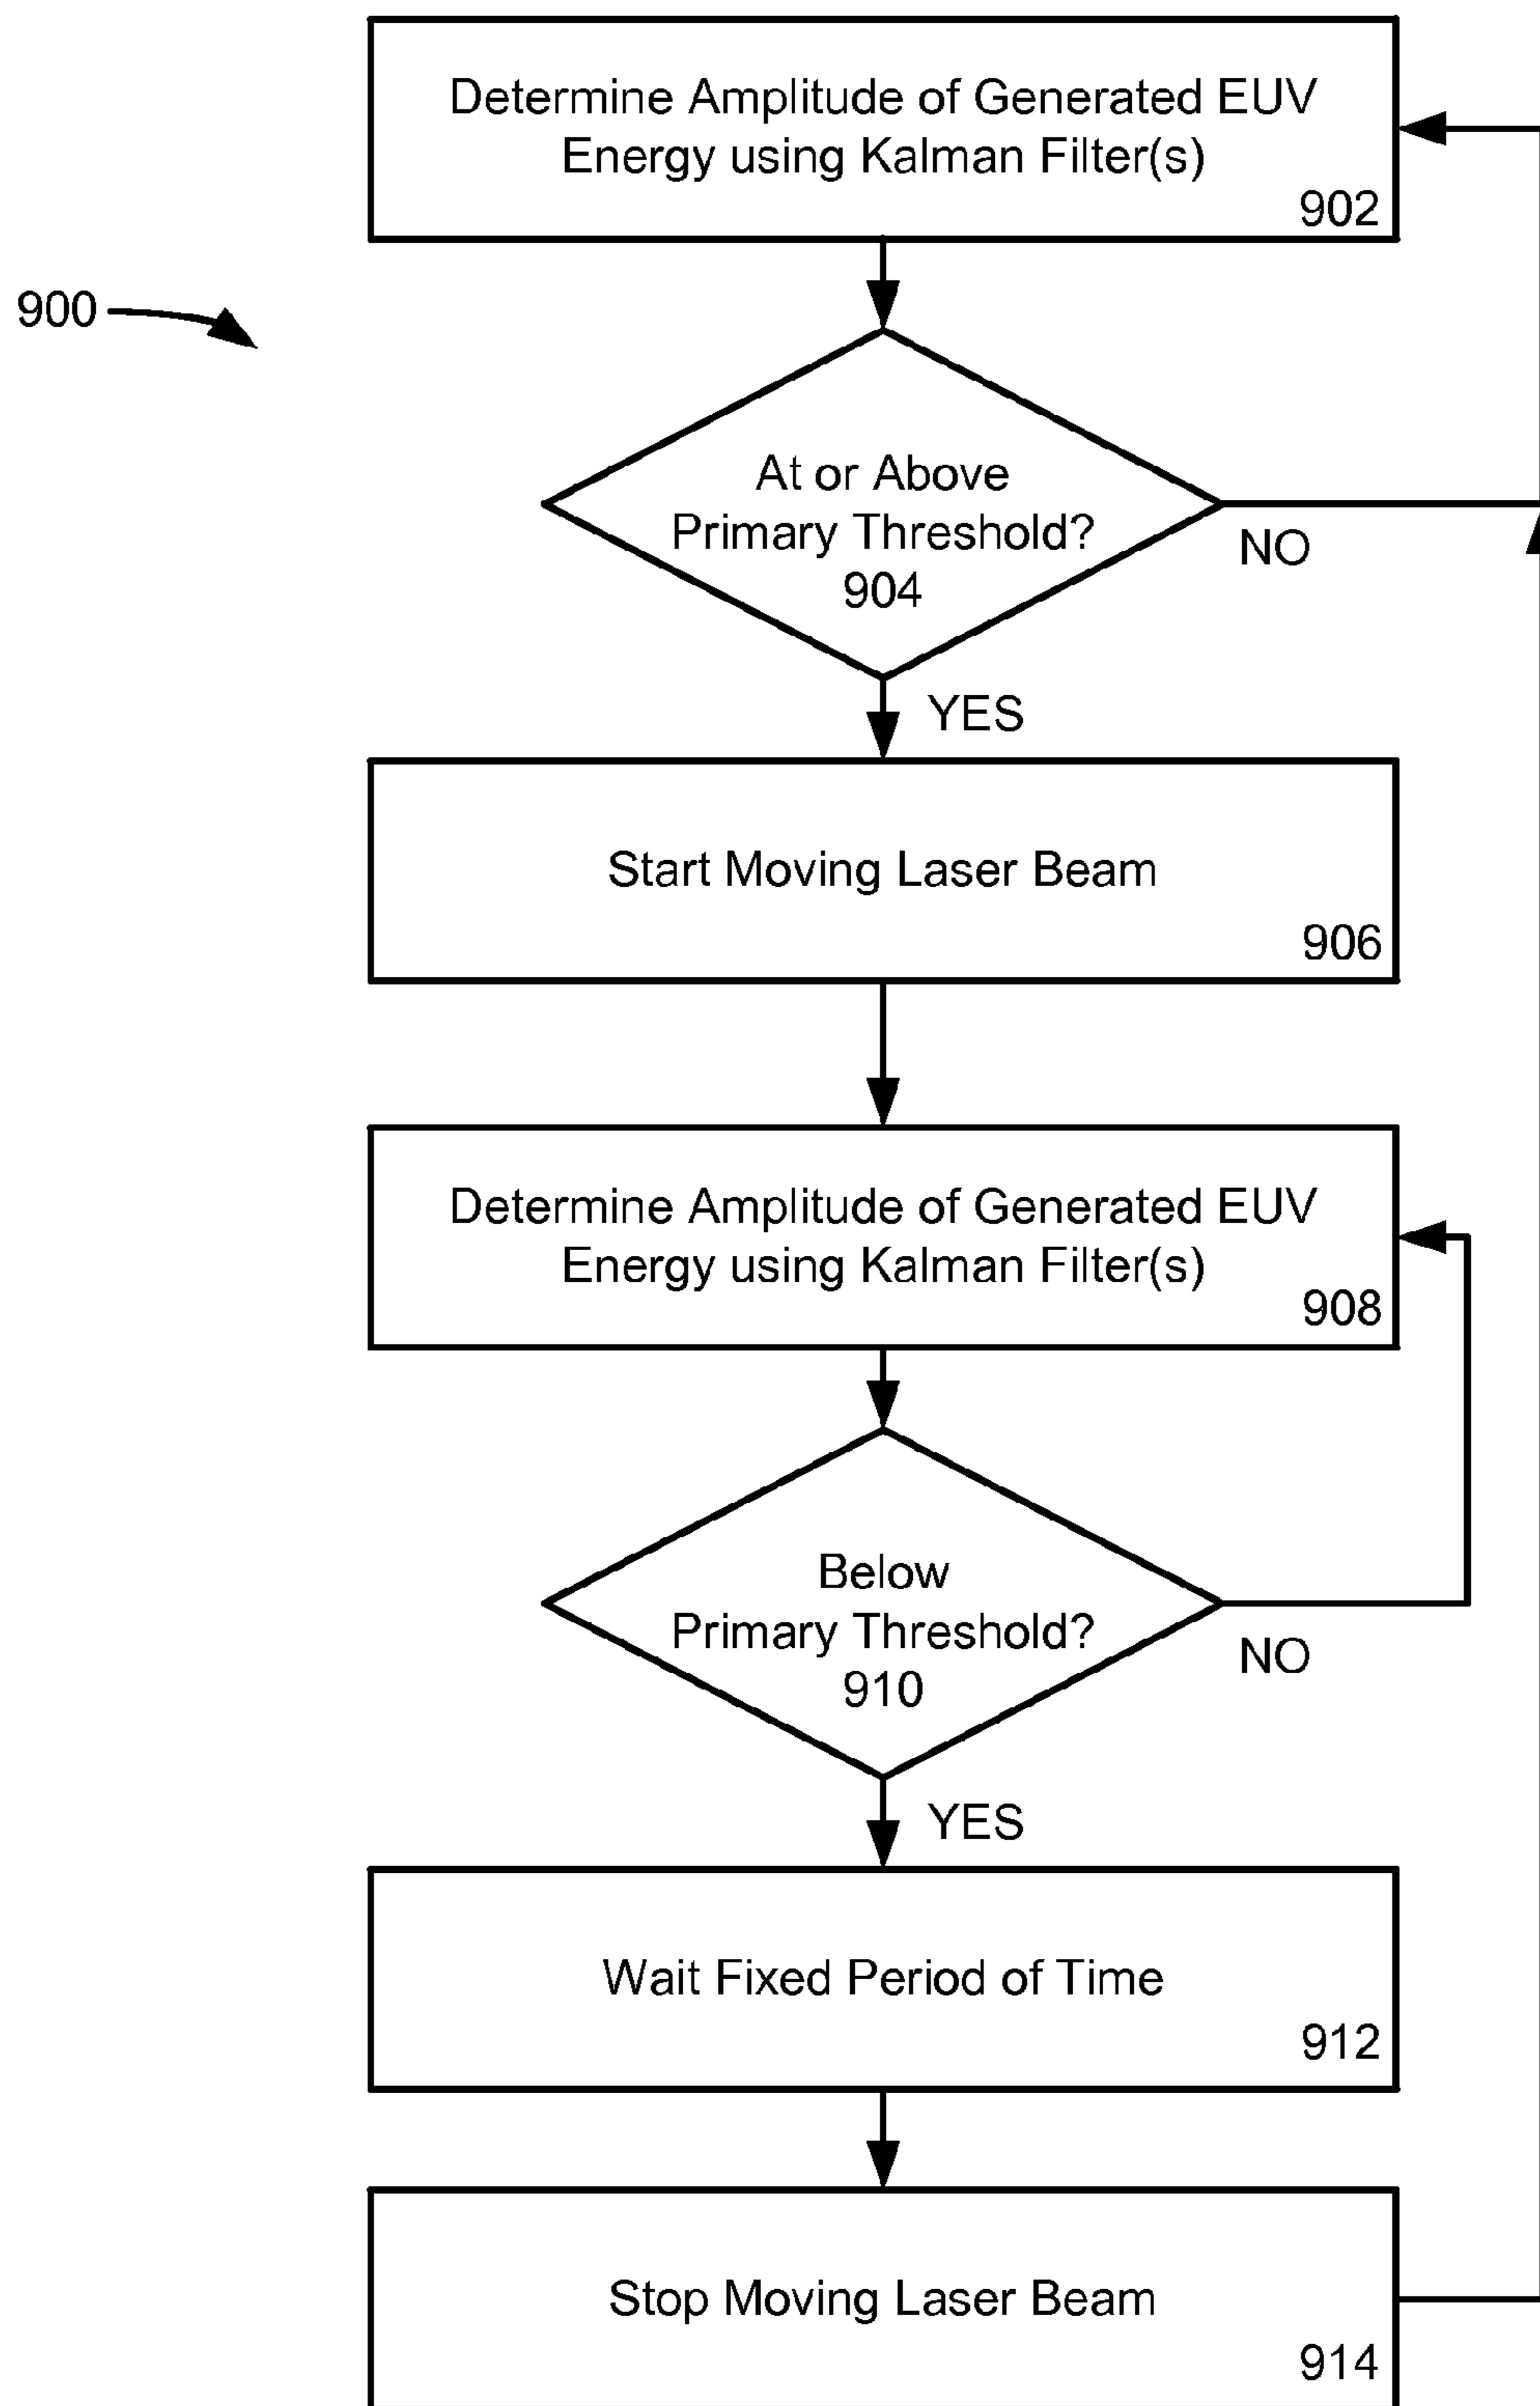 Determine Amplitude of Generated EUV
Energy using Kalman Filter(s)
902
900
At or Above
Primary Threshold?
904
NO
YES
Start Moving Laser Beam
906
Determine Amplitude of Generated EUV
Energy using Kalman Filter(s)
908
Below
Primary Threshold?
910
NO
YES
Wait Fixed Period of Time
912
Stop Moving Laser Beam
914